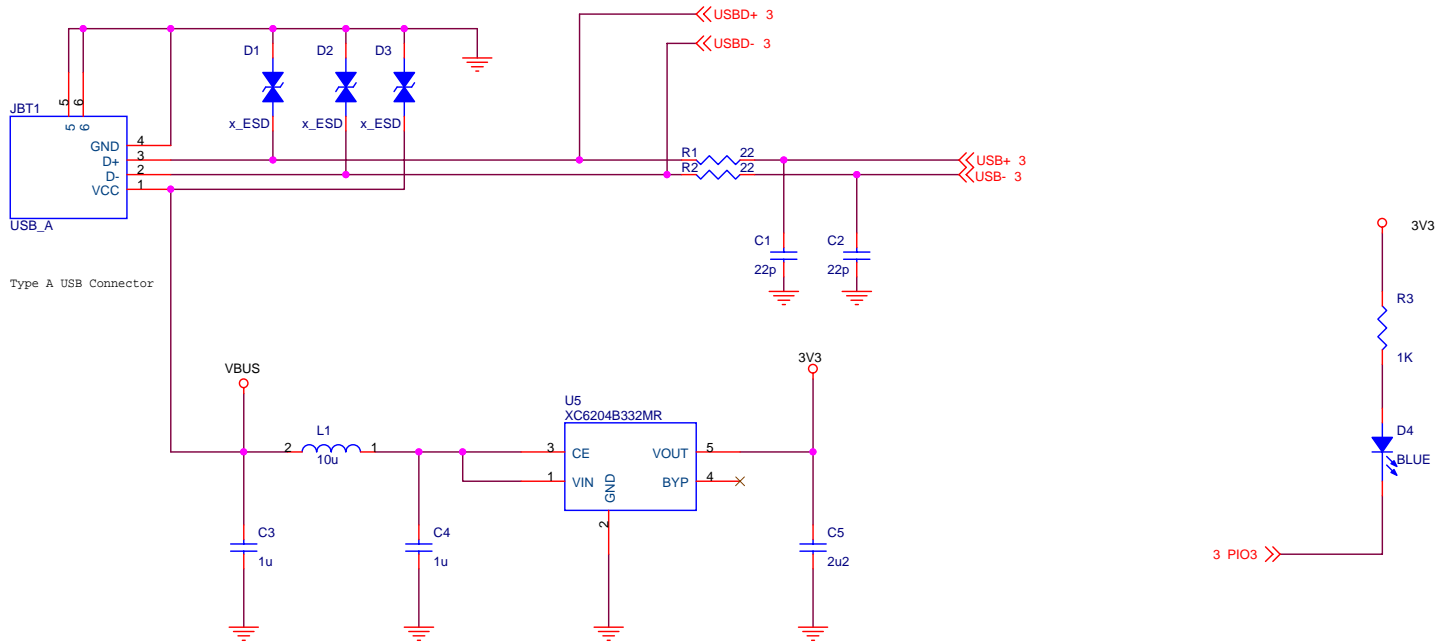 USBD+ 3
USBD- 3
D1
D2
D3
x_ESD
x_ESD
x_ESD
JBT1
5
6
5
6
GND
4
D+
3
D-
2
VCC
1
USB_A
Type A USB Connector
R1
22
R2
22
USB+ 3
USB- 3
C1
22p
C2
22p
3V3
R3
1K
D4
BLUE
3 PIO3
VBUS
2
L1
1
10u
C3
1u
C4
1u
U5
XC6204B332MR
3
CE
VOUT
5
1
VIN
BYP
4
GND
2
3V3
C5
2u2